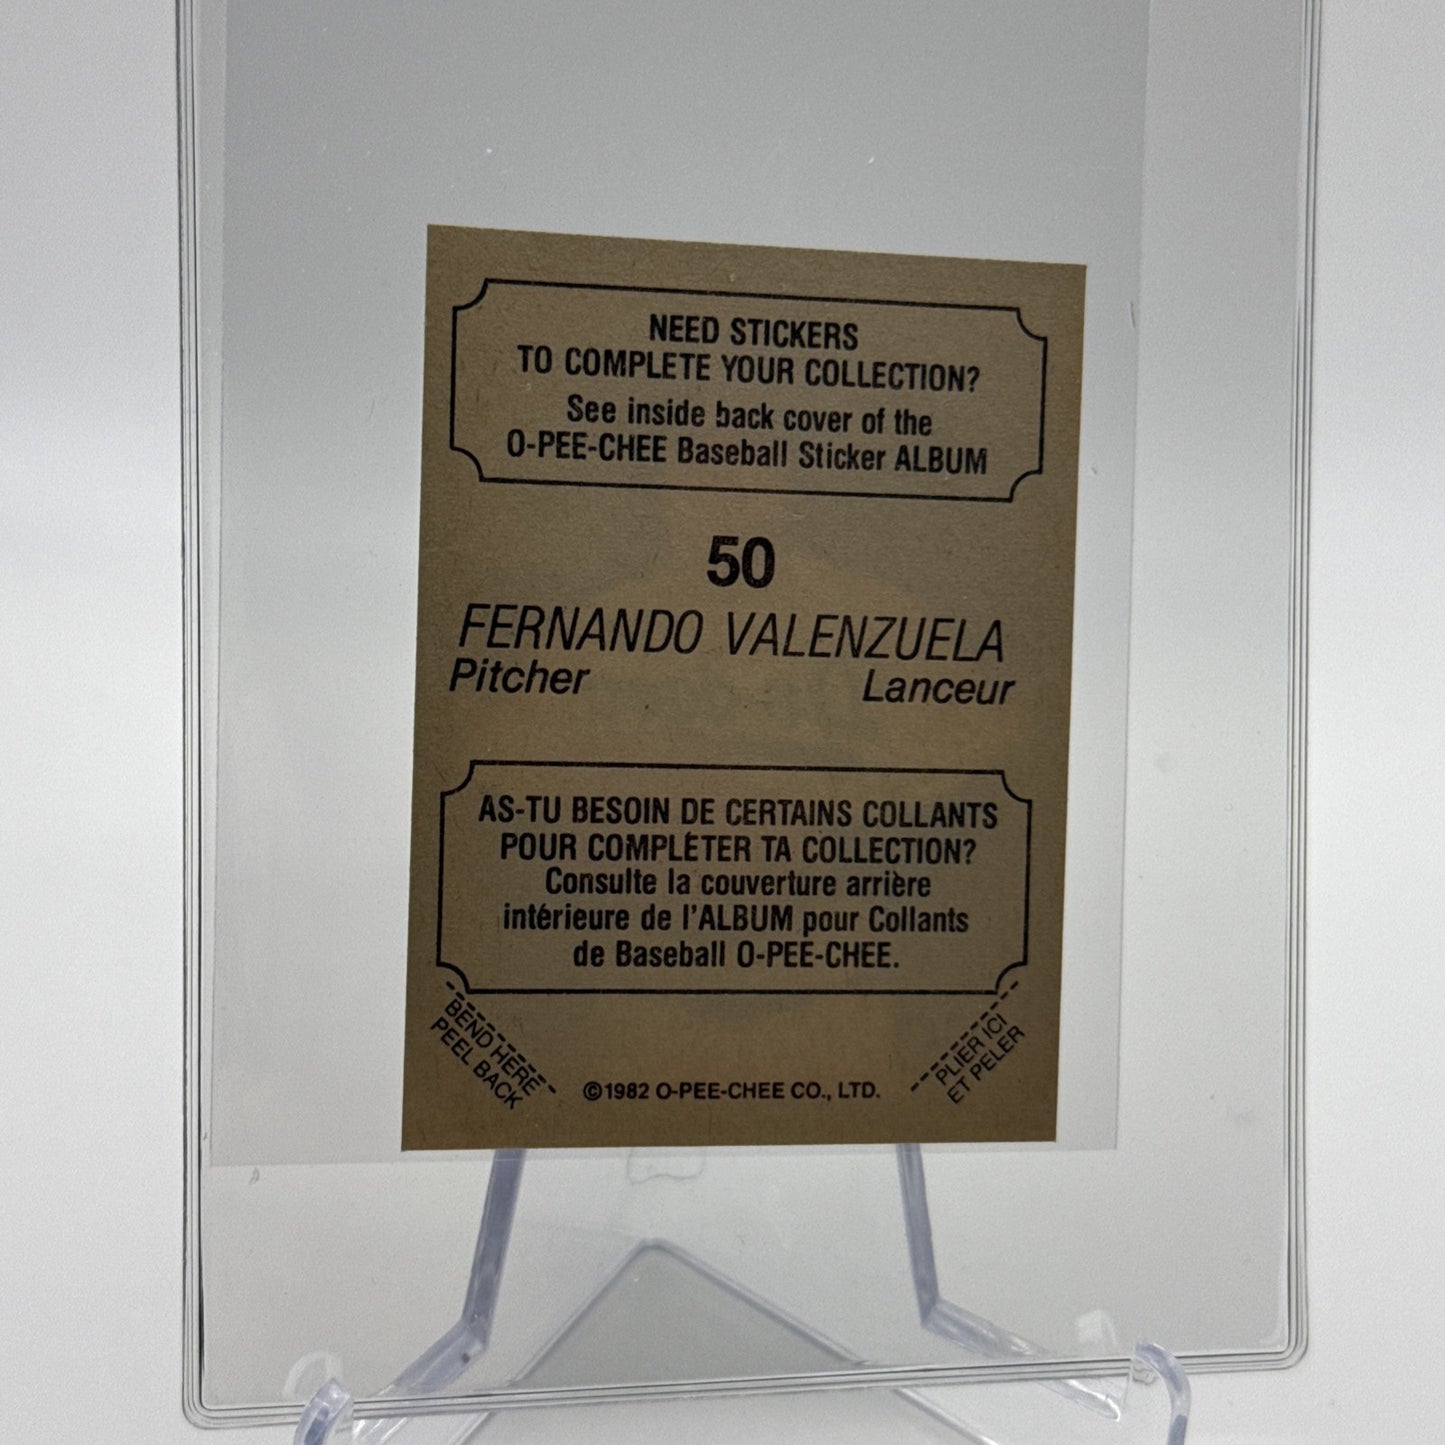 NEED STICKERS
TO COMPLETE YOUR COLLECTION?
See inside back cover of the
O-PEE-CHEE Baseball Sticker ALBUM
50
FERNANDO VALENZUELA
Pitcher Lanceur
AS-TU BESOIN DE CERTAINS COLLANTS
POUR COMPLÉTER TA COLLECTION?
Consulte la couverture arrière
intérieure de l'ALBUM pour Collants
de Baseball O-PEE-CHEE.
BEND HERE
PEEL BACK
©1982 O-PEE-CHEE CO., LTD.
PLIER ICI
ET PELER